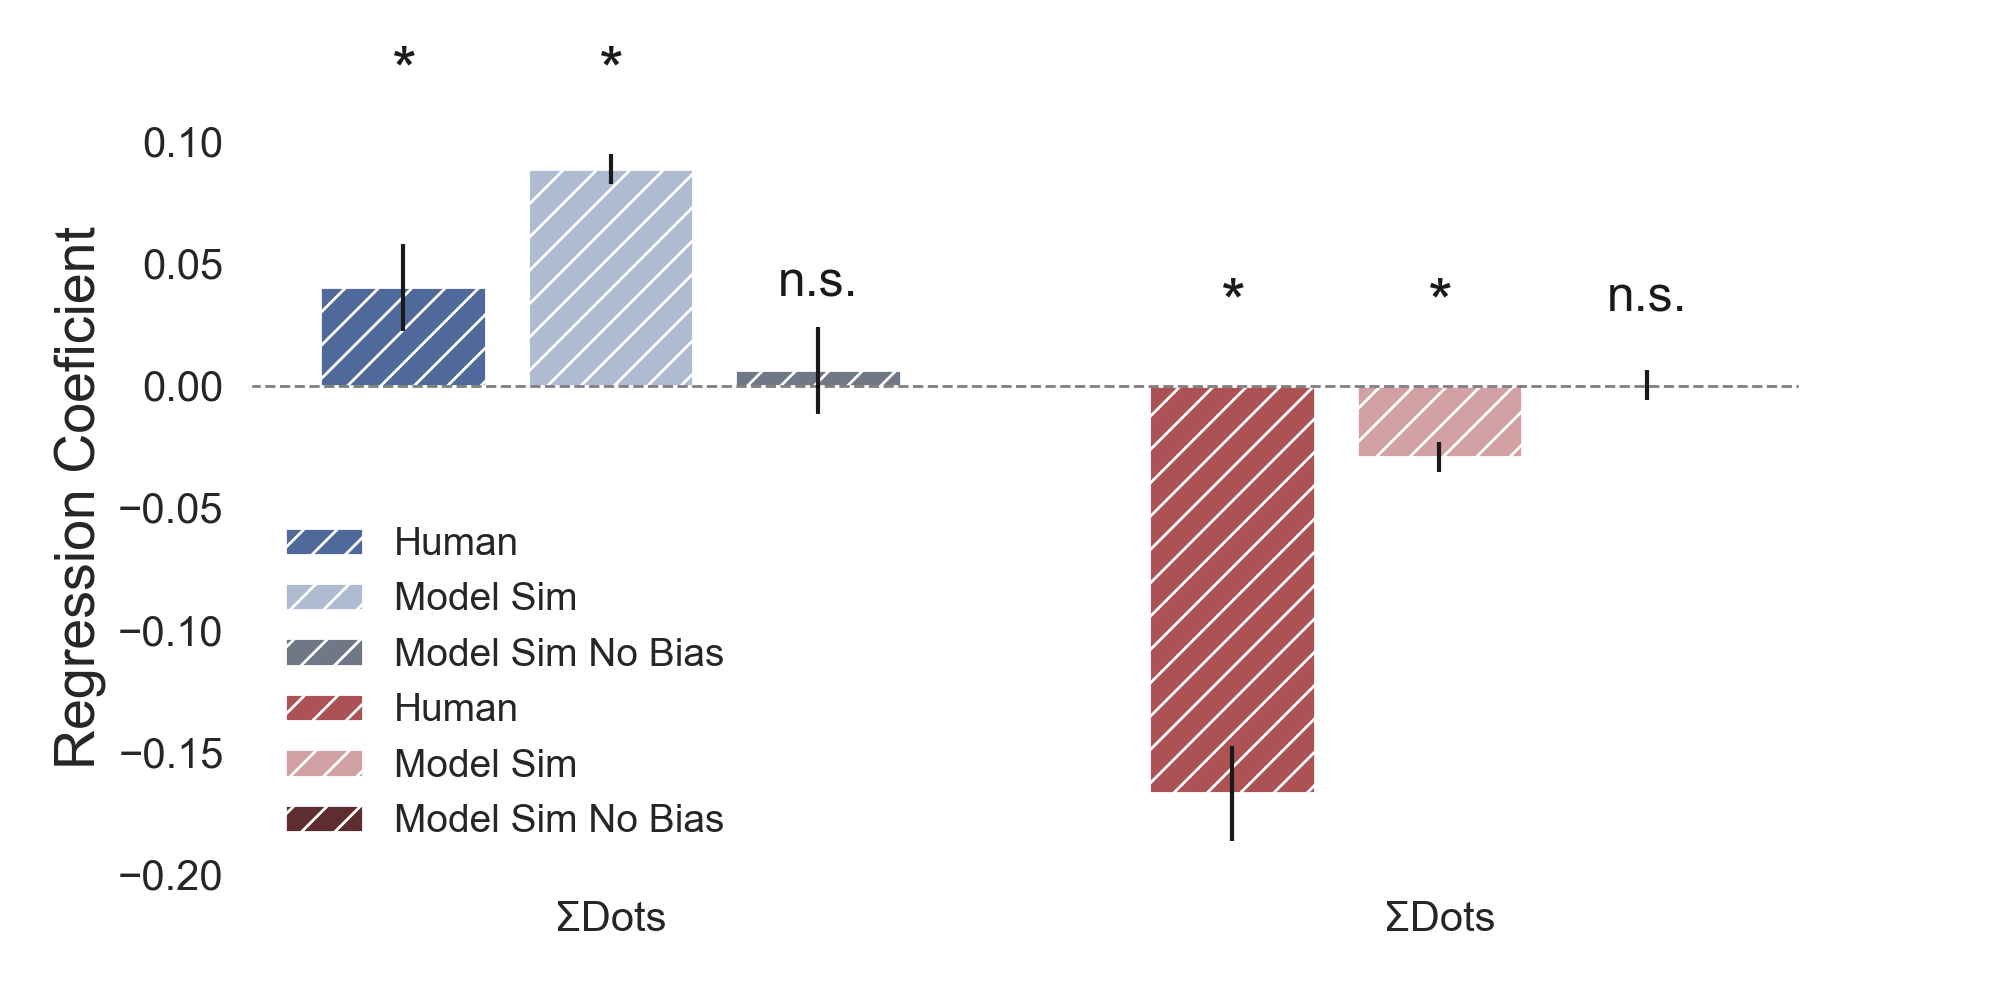 *
*
0.10
0.05
0.00
−0.05
−0.10
−0.15
−0.20
Regression Coefficient
n.s.
*
*
n.s.
Human
Model Sim
Model Sim No Bias
Human
Model Sim
Model Sim No Bias
ΣDots
ΣDots